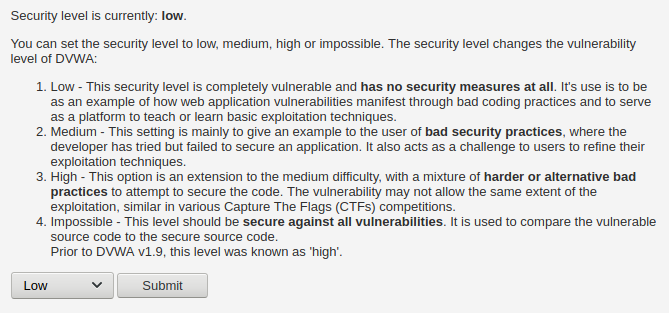 Security level is currently: low.
You can set the security level to low, medium, high or impossible. The security level changes the vulnerability
level of DVWA:
1. Low - This security level is completely vulnerable and has no security measures at all. It's use is to be
as an example of how web application vulnerabilities manifest through bad coding practices and to serve
as a platform to teach or learn basic exploitation techniques.
2. Medium - This setting is mainly to give an example to the user of bad security practices, where the
developer has tried but failed to secure an application. It also acts as a challenge to users to refine their
exploitation techniques.
3. High - This option is an extension to the medium difficulty, with a mixture of harder or alternative bad
practices to attempt to secure the code. The vulnerability may not allow the same extent of the
exploitation, similar in various Capture The Flags (CTFs) competitions.
4. Impossible - This level should be secure against all vulnerabilities. It is used to compare the vulnerable
source code to the secure source code.
Prior to DVWA v1.9, this level was known as 'high'.
Low Submit